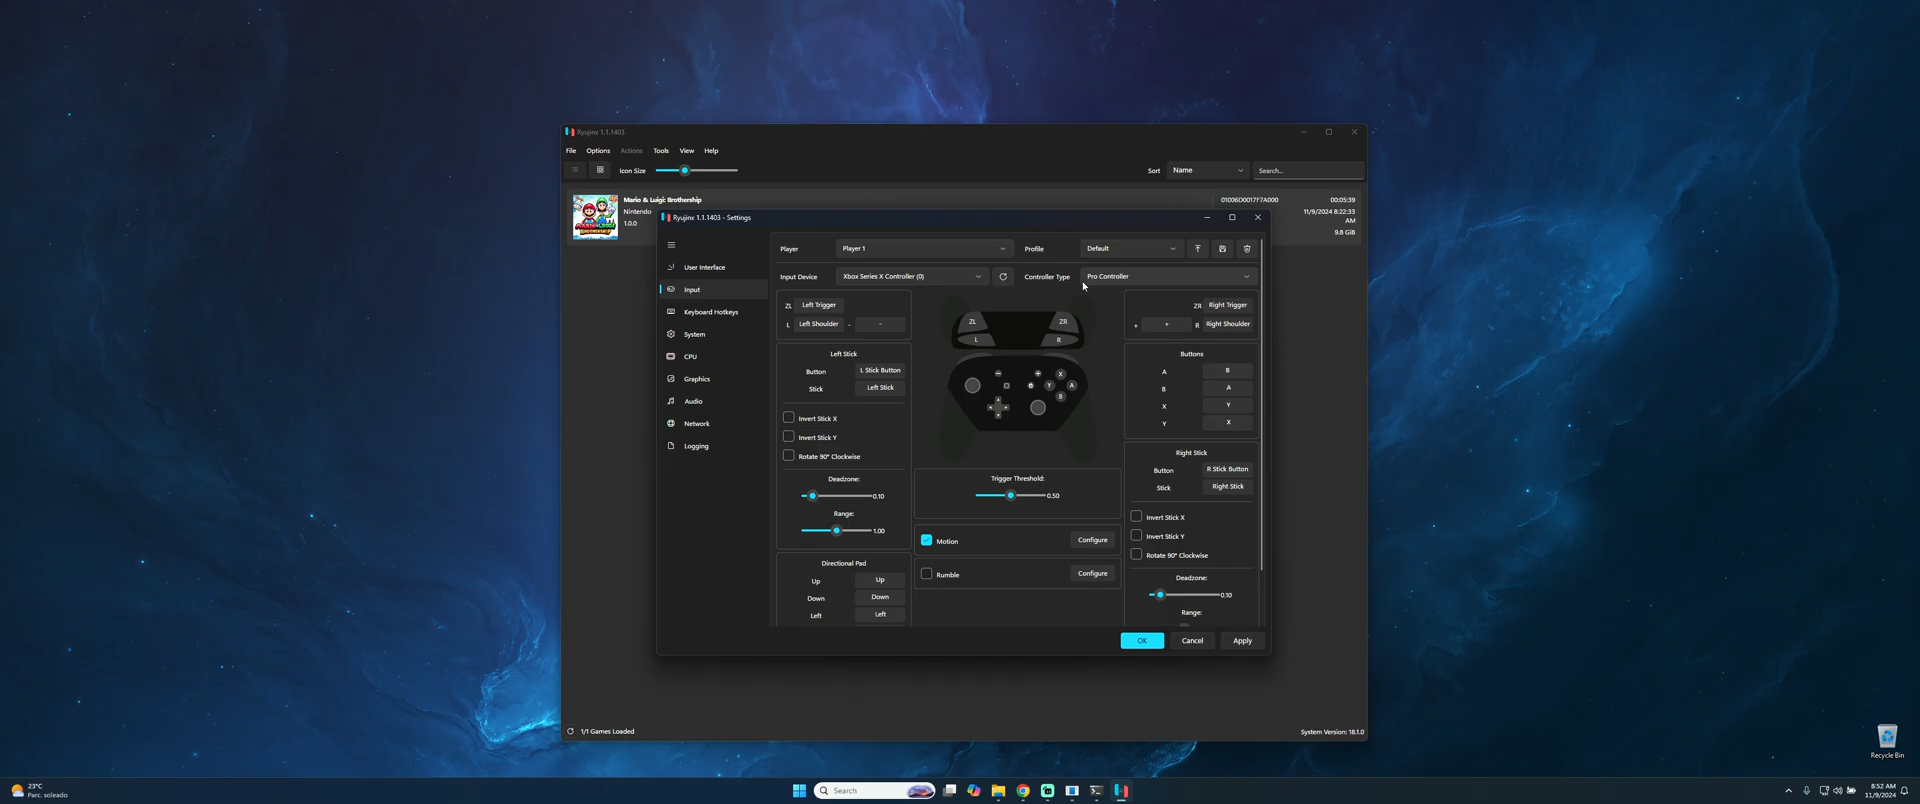 Ryujinx 1.1.1403
File Options Actions Tools View Help
Icon Size
Sort Name Search...
Mario & Luigi: Brothership
Nintendo
1.0.0
01006D0017F7A000
00:05:39
11/9/2024 8:22:33
AM
9.8 GiB
MARIO & LUIGI
BROTHERSHIP
Ryujinx 1.1.1403 - Settings
User Interface
Input
Keyboard Hotkeys
System
CPU
Graphics
Audio
Network
Logging
Player Player 1 Profile Default
Input Device Xbox Series X Controller (0) Controller Type Pro Controller
ZL Left Trigger
L Left Shoulder - -
Left Stick
Button L Stick Button
Stick Left Stick
Invert Stick X
Invert Stick Y
Rotate 90° Clockwise
Deadzone:
0.10
Range:
1.00
Directional Pad
Up Up
Down Down
Left Left
ZL ZR
L R
X
Y A
B
Trigger Threshold:
0.50
Motion Configure
Rumble Configure
ZR Right Trigger
+ + R Right Shoulder
Buttons
A B
B A
X Y
Y X
Right Stick
Button R Stick Button
Stick Right Stick
Invert Stick X
Invert Stick Y
Rotate 90° Clockwise
Deadzone:
0.10
Range:
OK Cancel Apply
1/1 Games Loaded
System Version: 18.1.0
Recycle Bin
23°C
Parc. soleado
Search
8:52 AM
11/9/2024